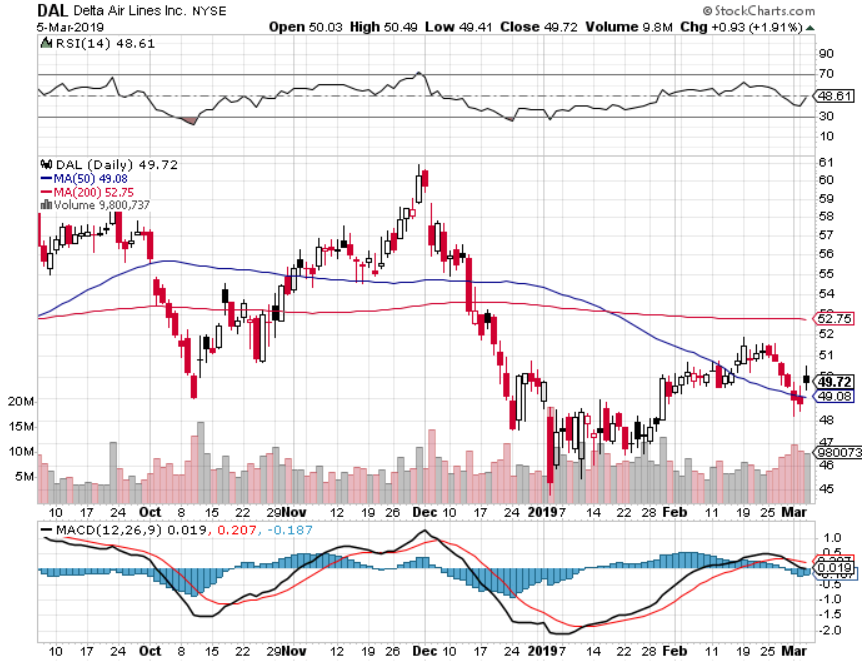 DAL Delta Air Lines Inc. NYSE © StockCharts.com
5-Mar-2019 Open 50.03 High 50.49 Low 49.41 Close 49.72 Volume 9.8M Chg +0.93 (+1.91%)
RSI(14) 48.61
90
70
48.61
30
10
DAL (Daily) 49.72
MA(50) 49.08
MA(200) 52.75
Volume 9,800,737
61
60
59
58
57
56
55
54
52.75
52
51
49.72
49.08
48
47
46
45
20M
15M
10M
5M
980073
10 17 24 Oct 8 15 22 29 Nov 12 19 26 Dec 10 17 24 2019 7 14 22 28 Feb 11 19 25 Mar
MACD(12,26,9) 0.019, 0.207, -0.187
1.0
0.5
0.019
-0.5
-1.0
-1.5
-2.0
10 17 24 Oct 8 15 22 29 Nov 12 19 26 Dec 10 17 24 2019 7 14 22 28 Feb 11 19 25 Mar